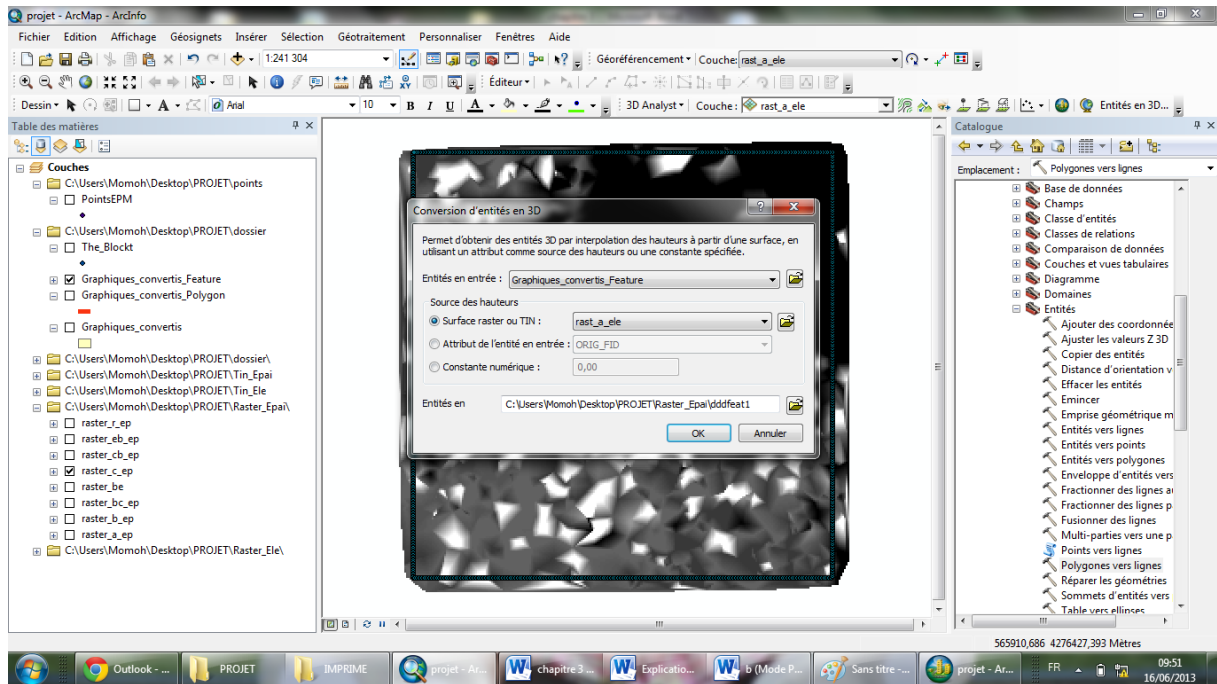 projet - ArcMap - ArcInfo
Fichier Edition Affichage Géosignets Insérer Sélection Géotraitement Personnaliser Fenêtres Aide
1:241 304
Géoréférencement Couche: rast_a_ele
Éditeur
Dessin A Arial 10 B I U A 3D Analyst Couche : rast_a_ele Entités en 3D...
Table des matières
Couches
C:\Users\Momoh\Desktop\PROJET\points
PointsEPM
C:\Users\Momoh\Desktop\PROJET\dossier
The_Blockt
Graphiques_convertis_Feature
Graphiques_convertis_Polygon
Graphiques_convertis
C:\Users\Momoh\Desktop\PROJET\dossier\
C:\Users\Momoh\Desktop\PROJET\Tin_Epai
C:\Users\Momoh\Desktop\PROJET\Tin_Ele
C:\Users\Momoh\Desktop\PROJET\Raster_Epai\
raster_r_ep
raster_eb_ep
raster_cb_ep
raster_c_ep
raster_be
raster_bc_ep
raster_b_ep
raster_a_ep
C:\Users\Momoh\Desktop\PROJET\Raster_Ele\
Conversion d'entités en 3D
Permet d'obtenir des entités 3D par interpolation des hauteurs à partir d'une surface, en
utilisant un attribut comme source des hauteurs ou une constante spécifiée.
Entités en entrée : Graphiques_convertis_Feature
Source des hauteurs
Surface raster ou TIN : rast_a_ele
Attribut de l'entité en entrée : ORIG_FID
Constante numérique : 0,00
Entités en C:\Users\Momoh\Desktop\PROJET\Raster_Epai\dddfeat1
OK Annuler
Catalogue
Emplacement : Polygones vers lignes
Base de données
Champs
Classe d'entités
Classes de relations
Comparaison de données
Couches et vues tabulaires
Diagramme
Domaines
Entités
Ajouter des coordonnée
Ajuster les valeurs Z 3D
Copier des entités
Distance d'orientation v
Effacer les entités
Emincer
Emprise géométrique m
Entités vers lignes
Entités vers points
Entités vers polygones
Enveloppe d'entités vers
Fractionner des lignes au
Fractionner des lignes p
Fusionner des lignes
Multi-parties vers une p
Points vers lignes
Polygones vers lignes
Réparer les géométries
Sommets d'entités vers
Table vers ellipses
565910,686 4276427,393 Mètres
Outlook - ... PROJET IMPRIME projet - Ar... chapitre 3 ... Explicatio... b (Mode P... Sans titre -... projet - Ar... FR 09:51
16/06/2013